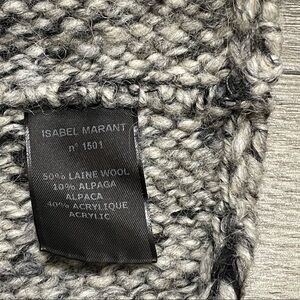 ISABEL MARANT
n° 1501
50% LAINE WOOL
10% ALPAGA
ALPACA
40% ACRYLIQUE
ACRYLIC